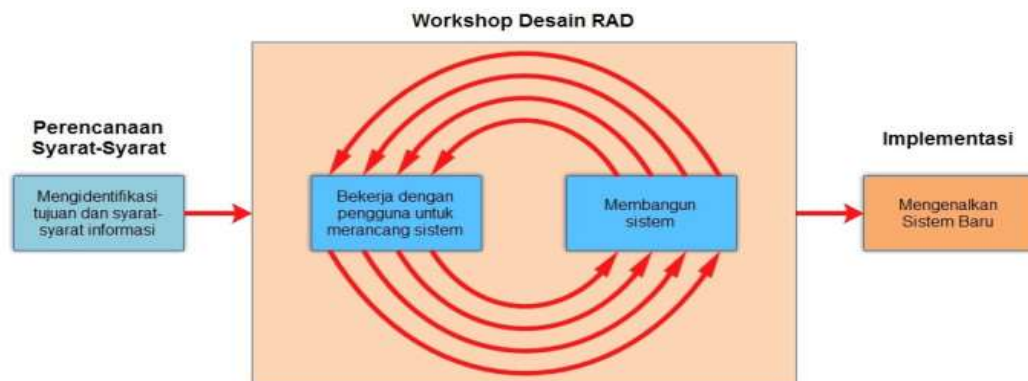 Workshop Desain RAD
Perencanaan
Syarat-Syarat
Mengidentifikasi
tujuan dan syarat-
syarat informasi
Bekerja dengan
pengguna untuk
merancang sistem
Membangun
sistem
Implementasi
Mengenalkan
Sistem Baru